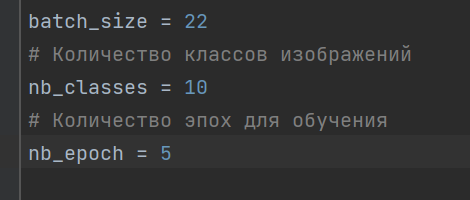 batch_size = 22
# Количество классов изображений
nb_classes = 10
# Количество эпох для обучения
nb_epoch = 5